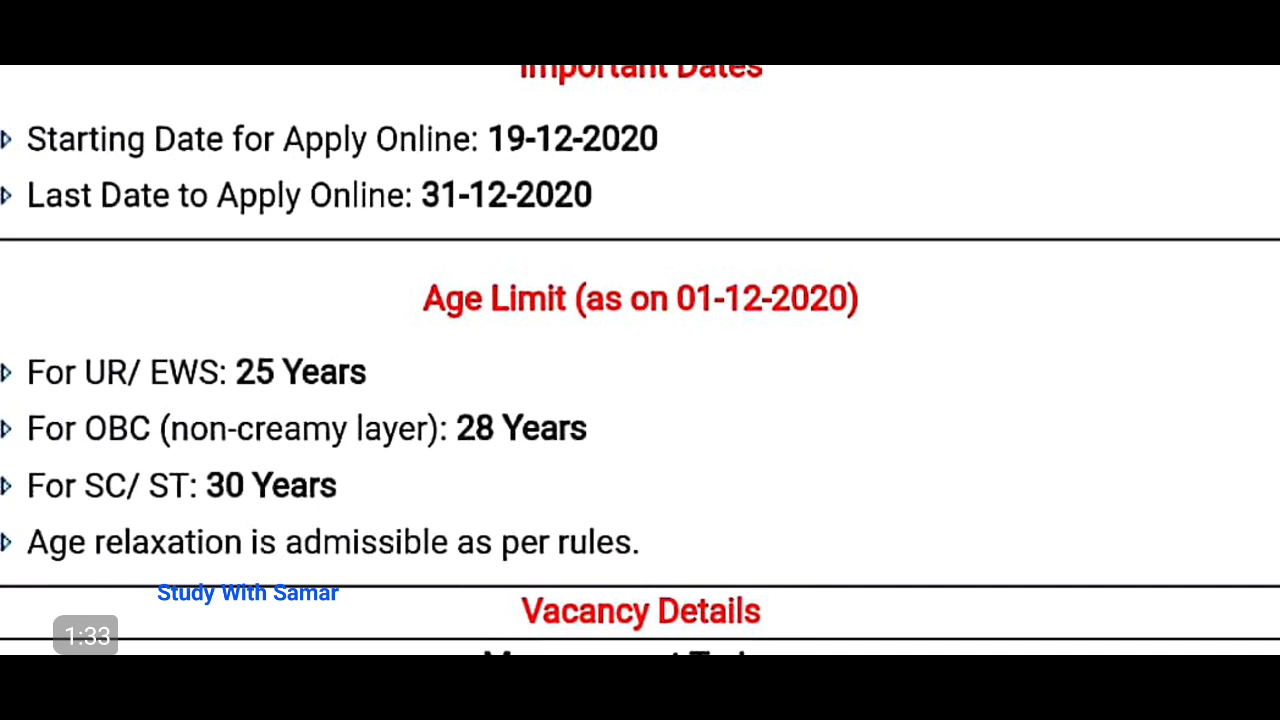 Important Dates
Starting Date for Apply Online: 19-12-2020
Last Date to Apply Online: 31-12-2020
Age Limit (as on 01-12-2020)
For UR/ EWS: 25 Years
For OBC (non-creamy layer): 28 Years
For SC/ ST: 30 Years
Age relaxation is admissible as per rules.
Study With Samar
Vacancy Details
1:33